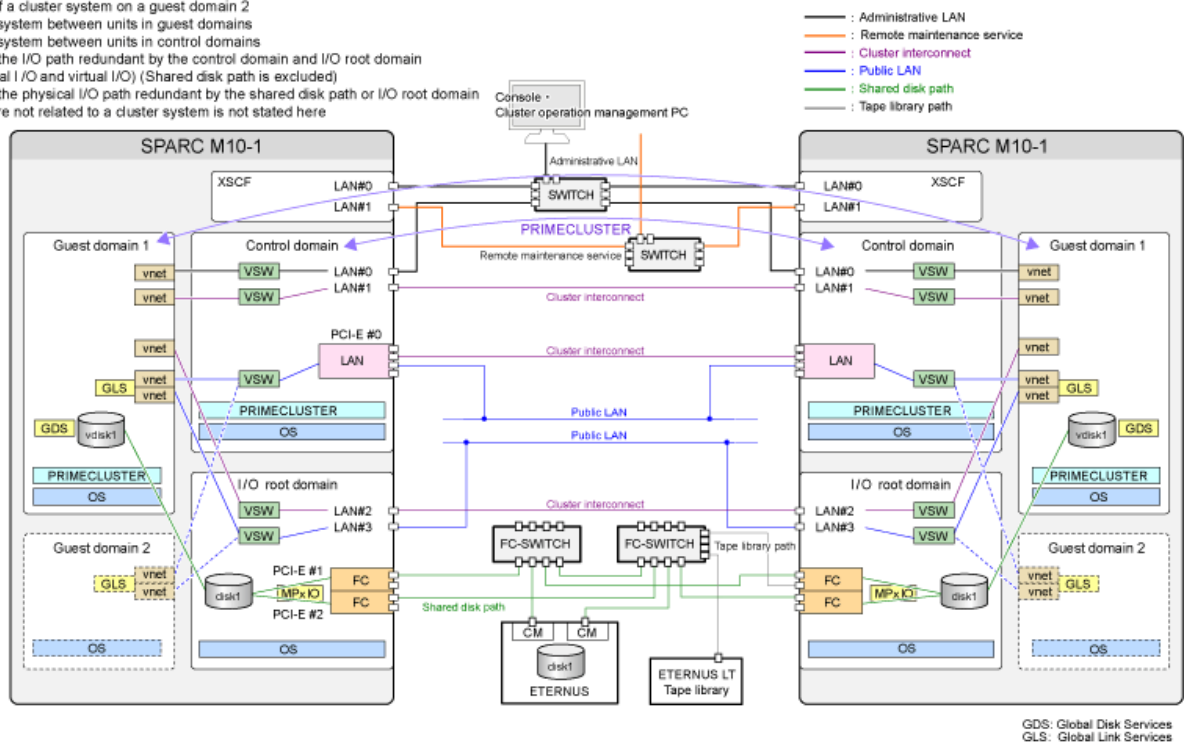 f a cluster system on a guest domain 2
system between units in guest domains
system between units in control domains
the I/O path redundant by the control domain and I/O root domain
al I /O and virtual I/O) (Shared disk path is excluded)
the physical I/O path redundant by the shared disk path or I/O root domain
re not related to a cluster system is not stated here
: Administrative LAN
: Remote maintenance service
: Cluster interconnect
: Public LAN
: Shared disk path
: Tape library path
Console・
Cluster operation management PC
SPARC M10-1
XSCF
LAN#0
LAN#1
Guest domain 1
vnet
vnet
vnet
vnet
vnet
GLS
GDS
vdisk1
PRIMECLUSTER
OS
Control domain
VSW
LAN#0
VSW
LAN#1
PCI-E #0
LAN
VSW
PRIMECLUSTER
OS
I/O root domain
VSW
LAN#2
VSW
LAN#3
disk1
PCI-E #1
MPxIO
PCI-E #2
FC
FC
OS
Guest domain 2
vnet
vnet
GLS
OS
Administrative LAN
SWITCH
PRIMECLUSTER
Remote maintenance service
SWITCH
Cluster interconnect
Cluster interconnect
Public LAN
Public LAN
Cluster interconnect
FC-SWITCH
FC-SWITCH
Tape library path
Shared disk path
CM
CM
disk1
ETERNUS
ETERNUS LT
Tape library
SPARC M10-1
LAN#0
XSCF
LAN#1
Control domain
LAN#0
VSW
LAN#1
VSW
LAN
VSW
PRIMECLUSTER
OS
I/O root domain
LAN#2
VSW
LAN#3
VSW
FC
FC
MPxIO
disk1
OS
Guest domain 1
vnet
vnet
vnet
vnet
vnet
GLS
vdisk1
GDS
PRIMECLUSTER
OS
Guest domain 2
vnet
vnet
GLS
OS
GDS: Global Disk Services
GLS: Global Link Services